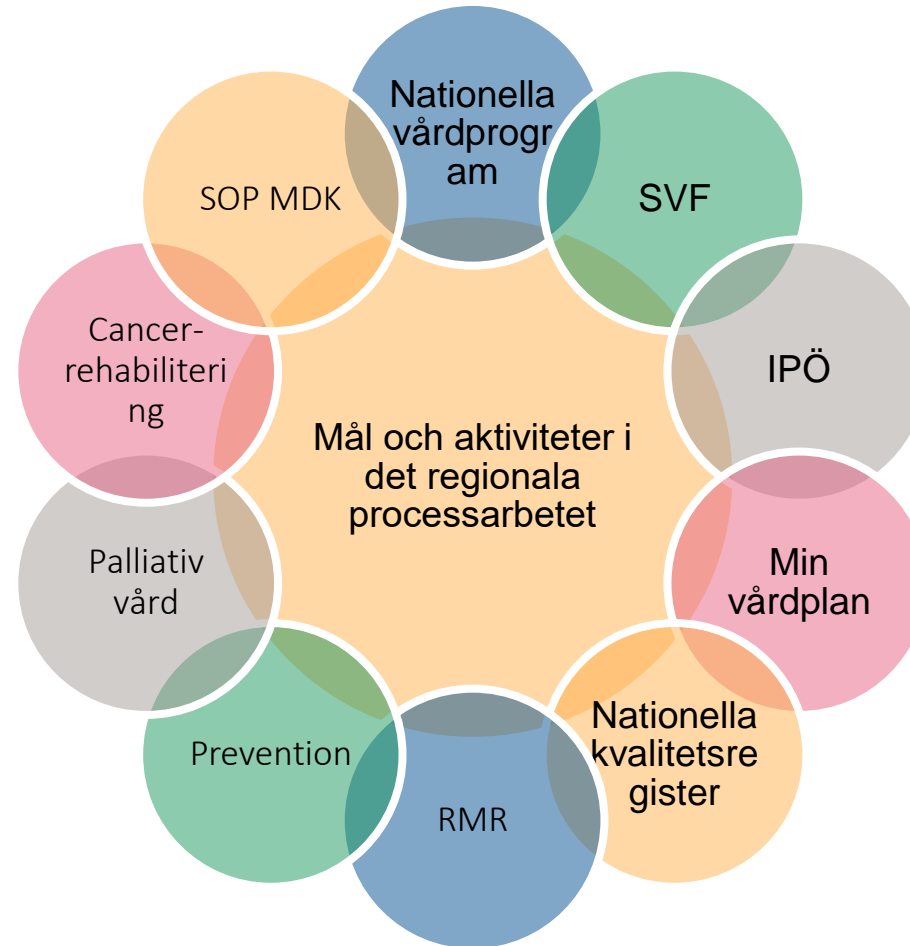 Nationella
vårdprogr
am
SVF
IPÖ
Min
vårdplan
Nationella
kvalitetsre
gister
RMR
Prevention
Palliativ
vård
Cancer-
rehabiliteri
ng
SOP MDK
Mål och aktiviteter i
det regionala
processarbetet